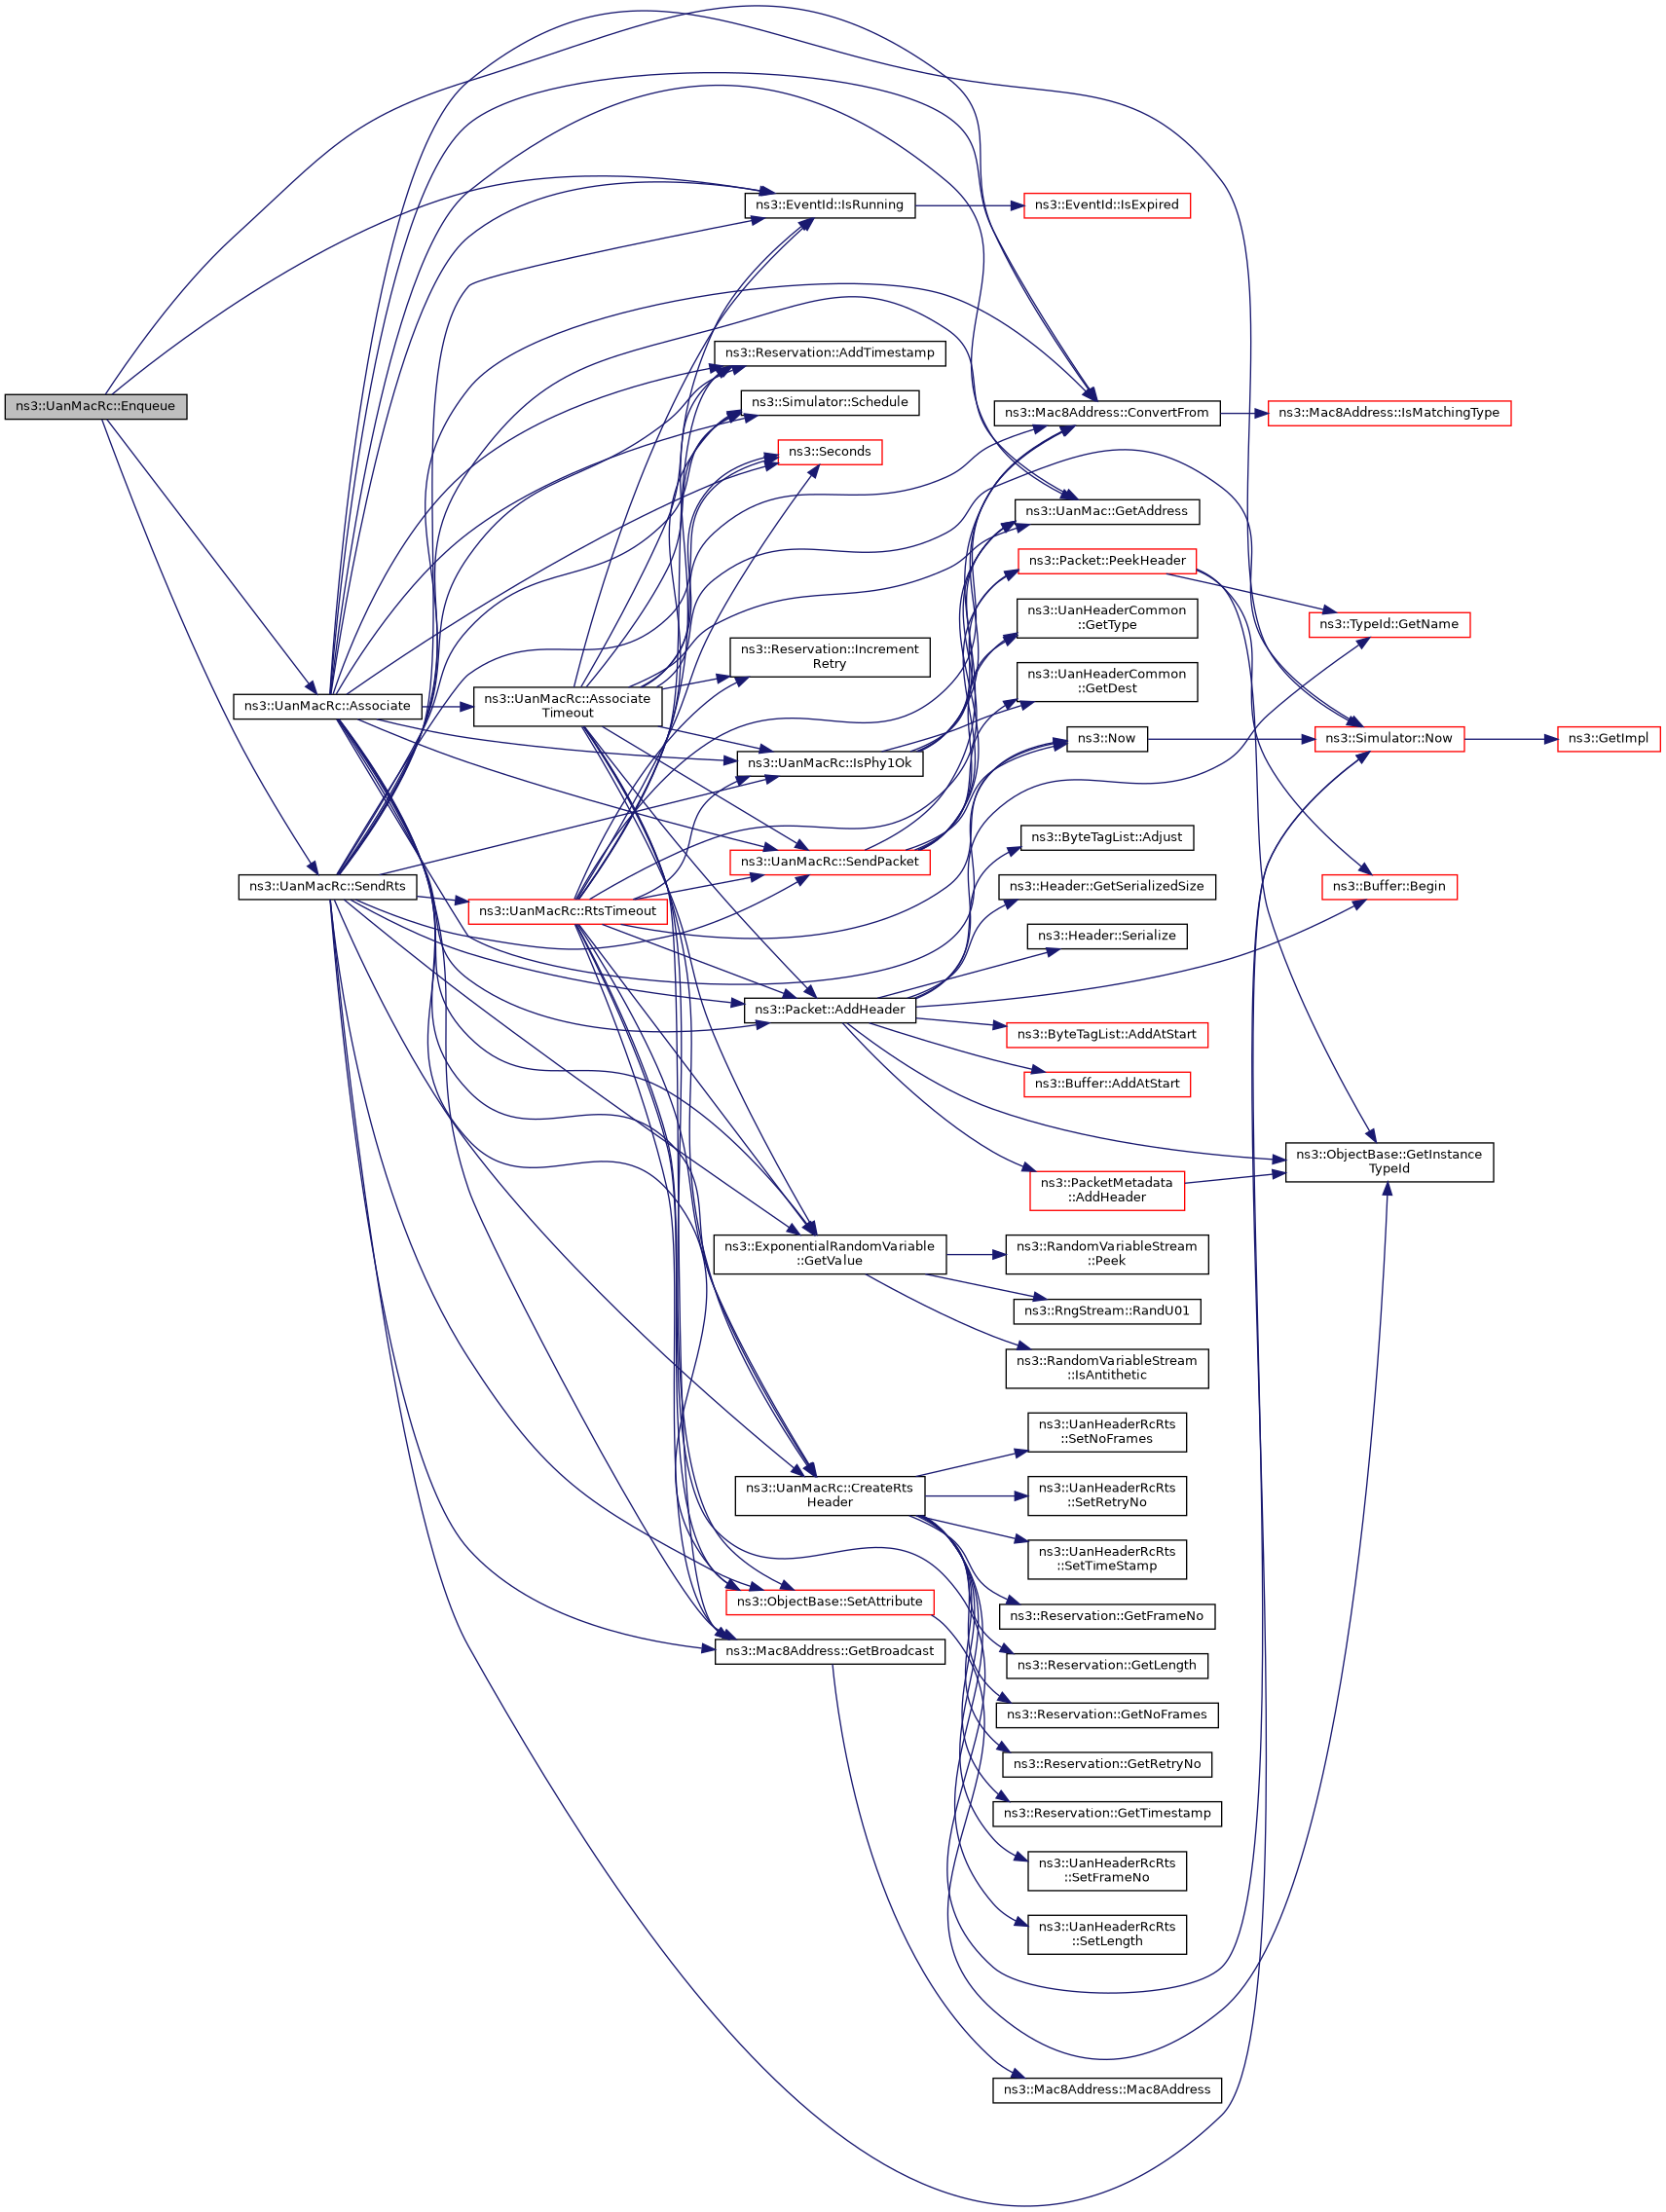 ns3::UanMacRc::Enqueue
ns3::UanMacRc::Associate
ns3::UanMacRc::SendRts
ns3::UanMacRc::Associate
Timeout
ns3::UanMacRc::RtsTimeout
ns3::EventId::IsRunning
ns3::Reservation::AddTimestamp
ns3::Simulator::Schedule
ns3::Seconds
ns3::Reservation::Increment
Retry
ns3::UanMacRc::IsPhy1Ok
ns3::UanMacRc::SendPacket
ns3::Packet::AddHeader
ns3::ExponentialRandomVariable
::GetValue
ns3::UanMacRc::CreateRts
Header
ns3::ObjectBase::SetAttribute
ns3::Mac8Address::GetBroadcast
ns3::EventId::IsExpired
ns3::Mac8Address::ConvertFrom
ns3::UanMac::GetAddress
ns3::Packet::PeekHeader
ns3::UanHeaderCommon
::GetType
ns3::UanHeaderCommon
::GetDest
ns3::Now
ns3::ByteTagList::Adjust
ns3::Header::GetSerializedSize
ns3::Header::Serialize
ns3::ByteTagList::AddAtStart
ns3::Buffer::AddAtStart
ns3::PacketMetadata
::AddHeader
ns3::RandomVariableStream
::Peek
ns3::RngStream::RandU01
ns3::RandomVariableStream
::IsAntithetic
ns3::UanHeaderRcRts
::SetNoFrames
ns3::UanHeaderRcRts
::SetRetryNo
ns3::UanHeaderRcRts
::SetTimeStamp
ns3::Reservation::GetFrameNo
ns3::Reservation::GetLength
ns3::Reservation::GetNoFrames
ns3::Reservation::GetRetryNo
ns3::Reservation::GetTimestamp
ns3::UanHeaderRcRts
::SetFrameNo
ns3::UanHeaderRcRts
::SetLength
ns3::Mac8Address::Mac8Address
ns3::Mac8Address::IsMatchingType
ns3::TypeId::GetName
ns3::Simulator::Now
ns3::Buffer::Begin
ns3::ObjectBase::GetInstance
TypeId
ns3::GetImpl